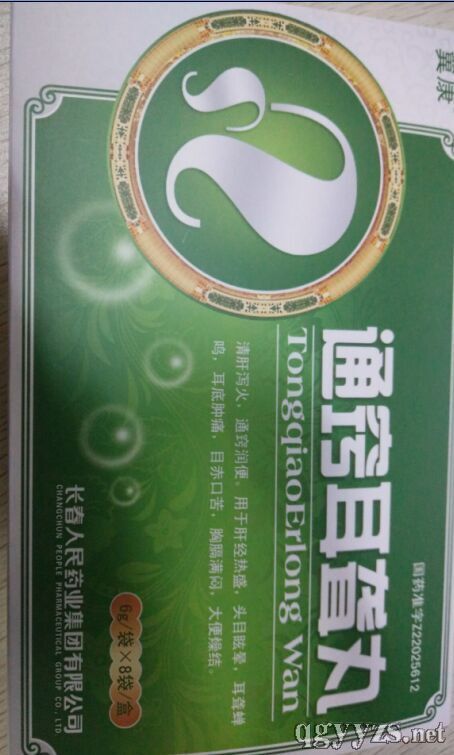 冀康
国药准字Z22025612
通窍耳聋丸
TongqiaoErlong Wan
清肝泻火，通窍润便。用于肝经热盛，头目眩晕，耳聋蝉
鸣，耳底肿痛，目赤口苦，胸膈满闷，大便燥结
6g/袋×8袋/盒
长春人民药业集团有限公司
CHANGCHUN PEOPLE PHARMACEUTICAL GROUP CO., LTD
qgyyzs.net